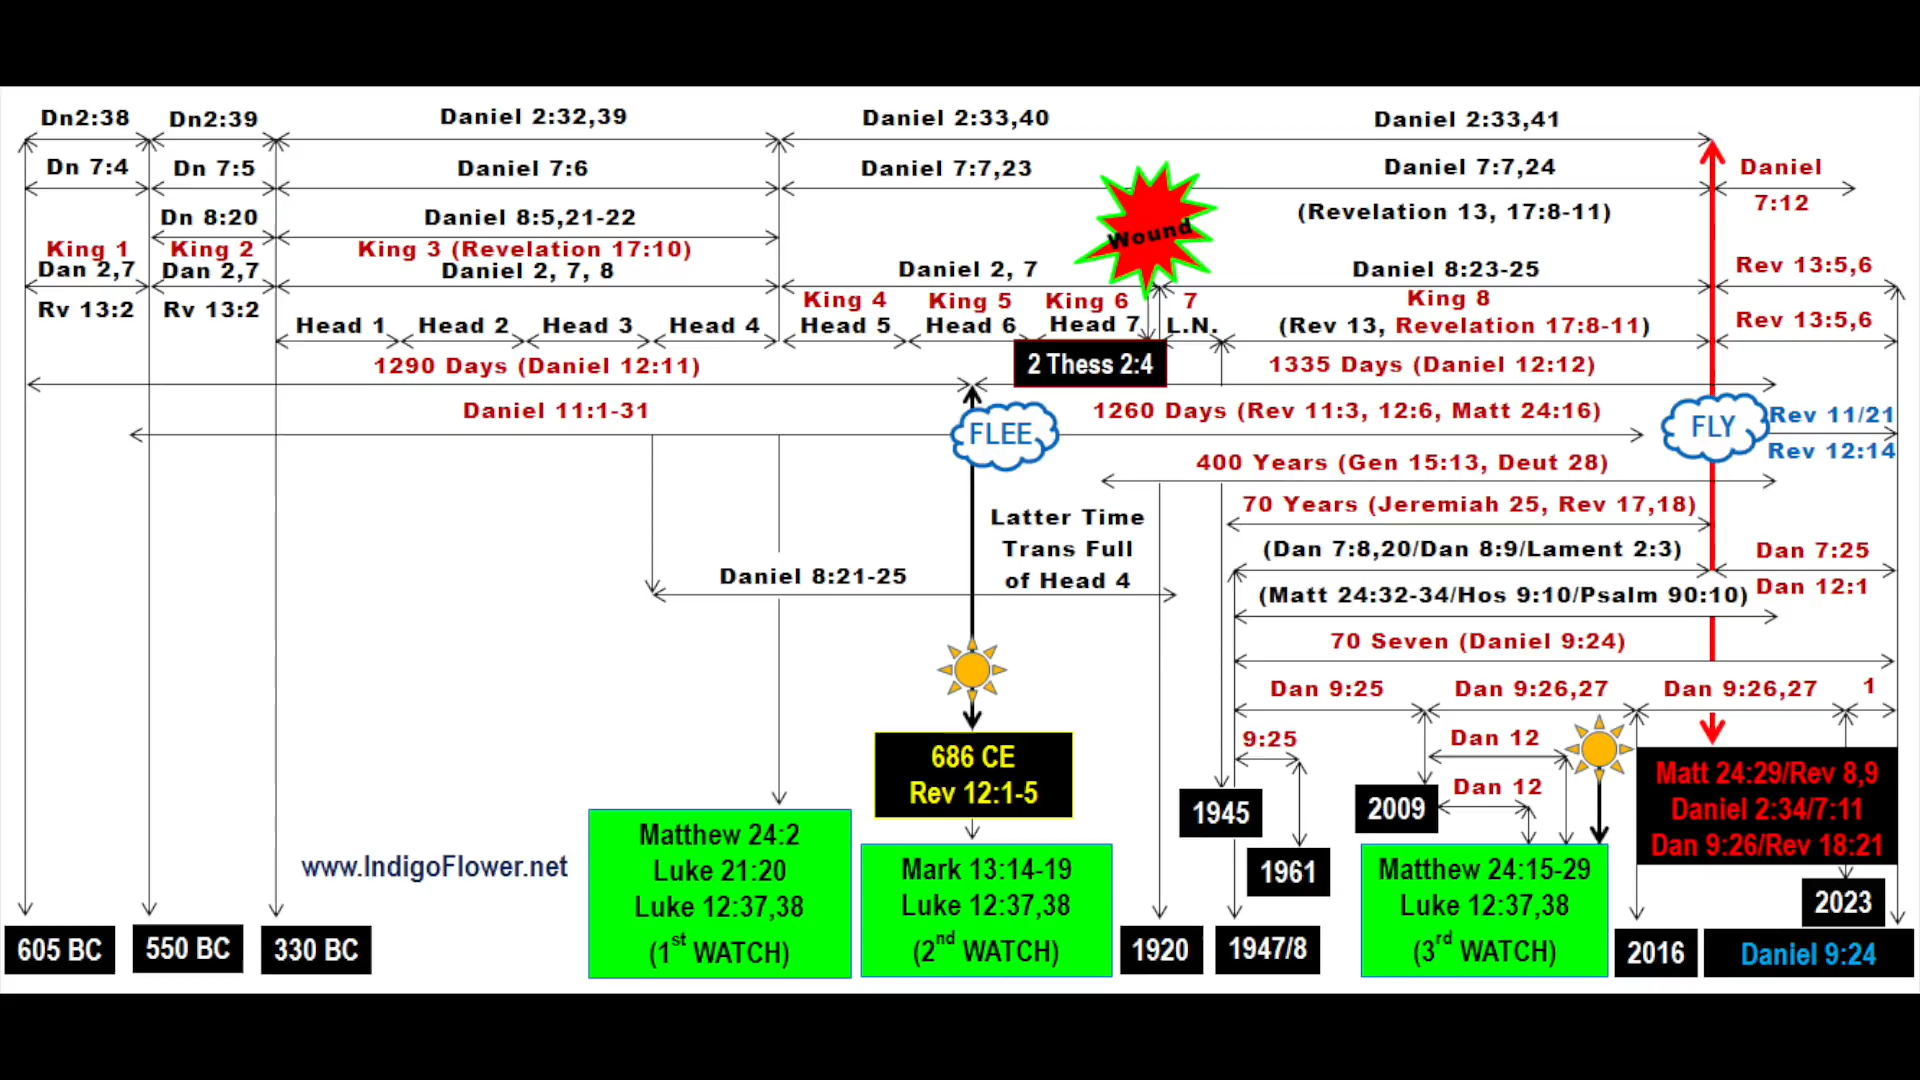 Dn2:38 Dn2:39 Daniel 2:32,39 Daniel 2:33,40 Daniel 2:33,41
Dn 7:4 Dn 7:5 Daniel 7:6 Daniel 7:7,23 Daniel 7:7,24 Daniel
7:12
Dn 8:20 Daniel 8:5,21-22 (Revelation 13, 17:8-11)
Wound
King 1 King 2 King 3 (Revelation 17:10)
Dan 2,7 Dan 2,7 Daniel 2, 7, 8 Daniel 2, 7 Daniel 8:23-25 Rev 13:5,6
Rv 13:2 Rv 13:2 King 4 King 5 King 6 7 King 8
Head 1 Head 2 Head 3 Head 4 Head 5 Head 6 Head 7 L.N. (Rev 13, Revelation 17:8-11) Rev 13:5,6
1290 Days (Daniel 12:11) 2 Thess 2:4 1335 Days (Daniel 12:12)
Daniel 11:1-31 1260 Days (Rev 11:3, 12:6, Matt 24:16) Rev 11/21
FLEE FLY
Rev 12:14
400 Years (Gen 15:13, Deut 28)
70 Years (Jeremiah 25, Rev 17,18)
Latter Time
Trans Full
of Head 4
(Dan 7:8,20/Dan 8:9/Lament 2:3) Dan 7:25
Daniel 8:21-25
(Matt 24:32-34/Hos 9:10/Psalm 90:10) Dan 12:1
70 Seven (Daniel 9:24)
Dan 9:25 Dan 9:26,27 Dan 9:26,27 1
9:25 Dan 12
Dan 12
686 CE
Rev 12:1-5
Matt 24:29/Rev 8,9
Daniel 2:34/7:11
Dan 9:26/Rev 18:21
1945 2009
1961
2023
www.IndigoFlower.net
Matthew 24:2
Luke 21:20
Luke 12:37,38
(1st WATCH)
Mark 13:14-19
Luke 12:37,38
(2nd WATCH)
Matthew 24:15-29
Luke 12:37,38
(3rd WATCH)
605 BC 550 BC 330 BC 1920 1947/8 2016 Daniel 9:24